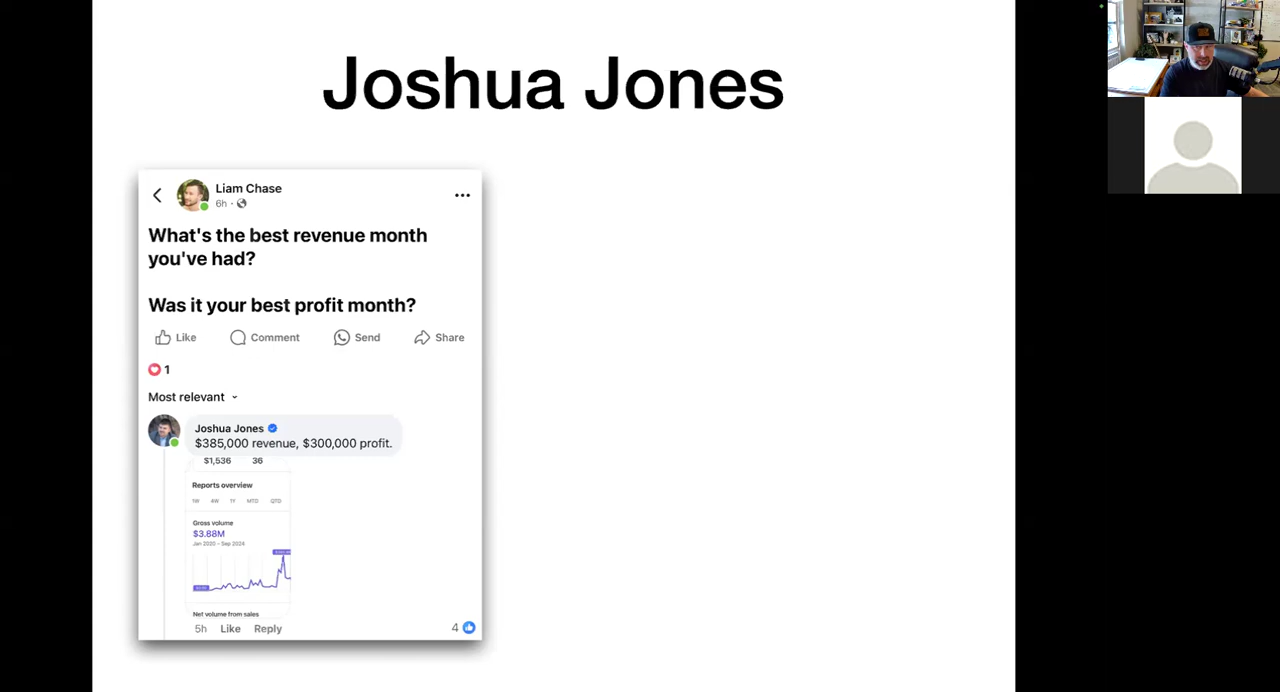 Joshua Jones
Liam Chase
6h ·
What's the best revenue month
you've had?
Was it your best profit month?
Like Comment Send Share
1
Most relevant
Joshua Jones
$385,000 revenue, $300,000 profit.
$1,536 36
Reports overview
1W 4W 1Y MTD QTD
Gross volume
$3.88M
Jan 2020 – Sep 2024
Net volume from sales
5h Like Reply
4